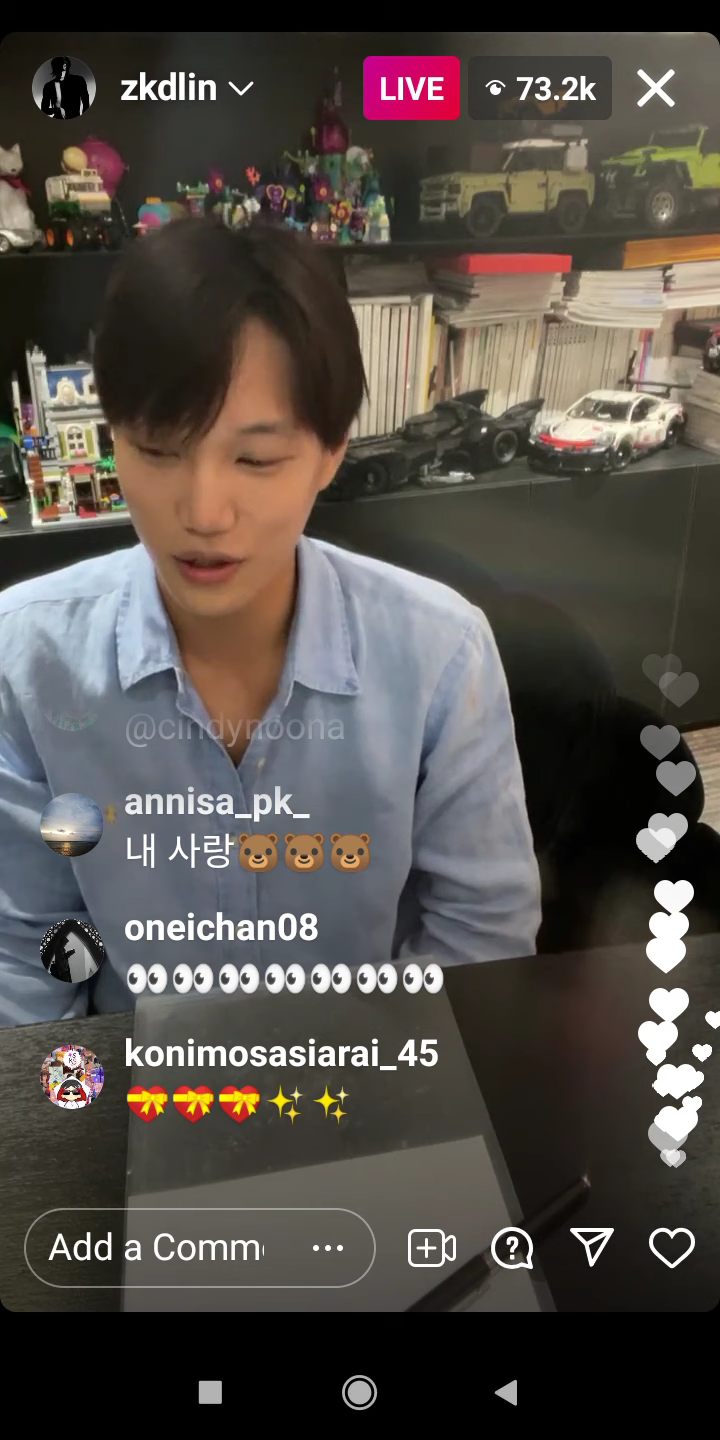 zkdlin
LIVE
73.2k
@cindynoona
annisa_pk_
내 사랑🐻🐻🐻
oneichan08
👀👀👀👀👀👀👀
konimosasiarai_45
💝💝💝✨✨
Add a Comm